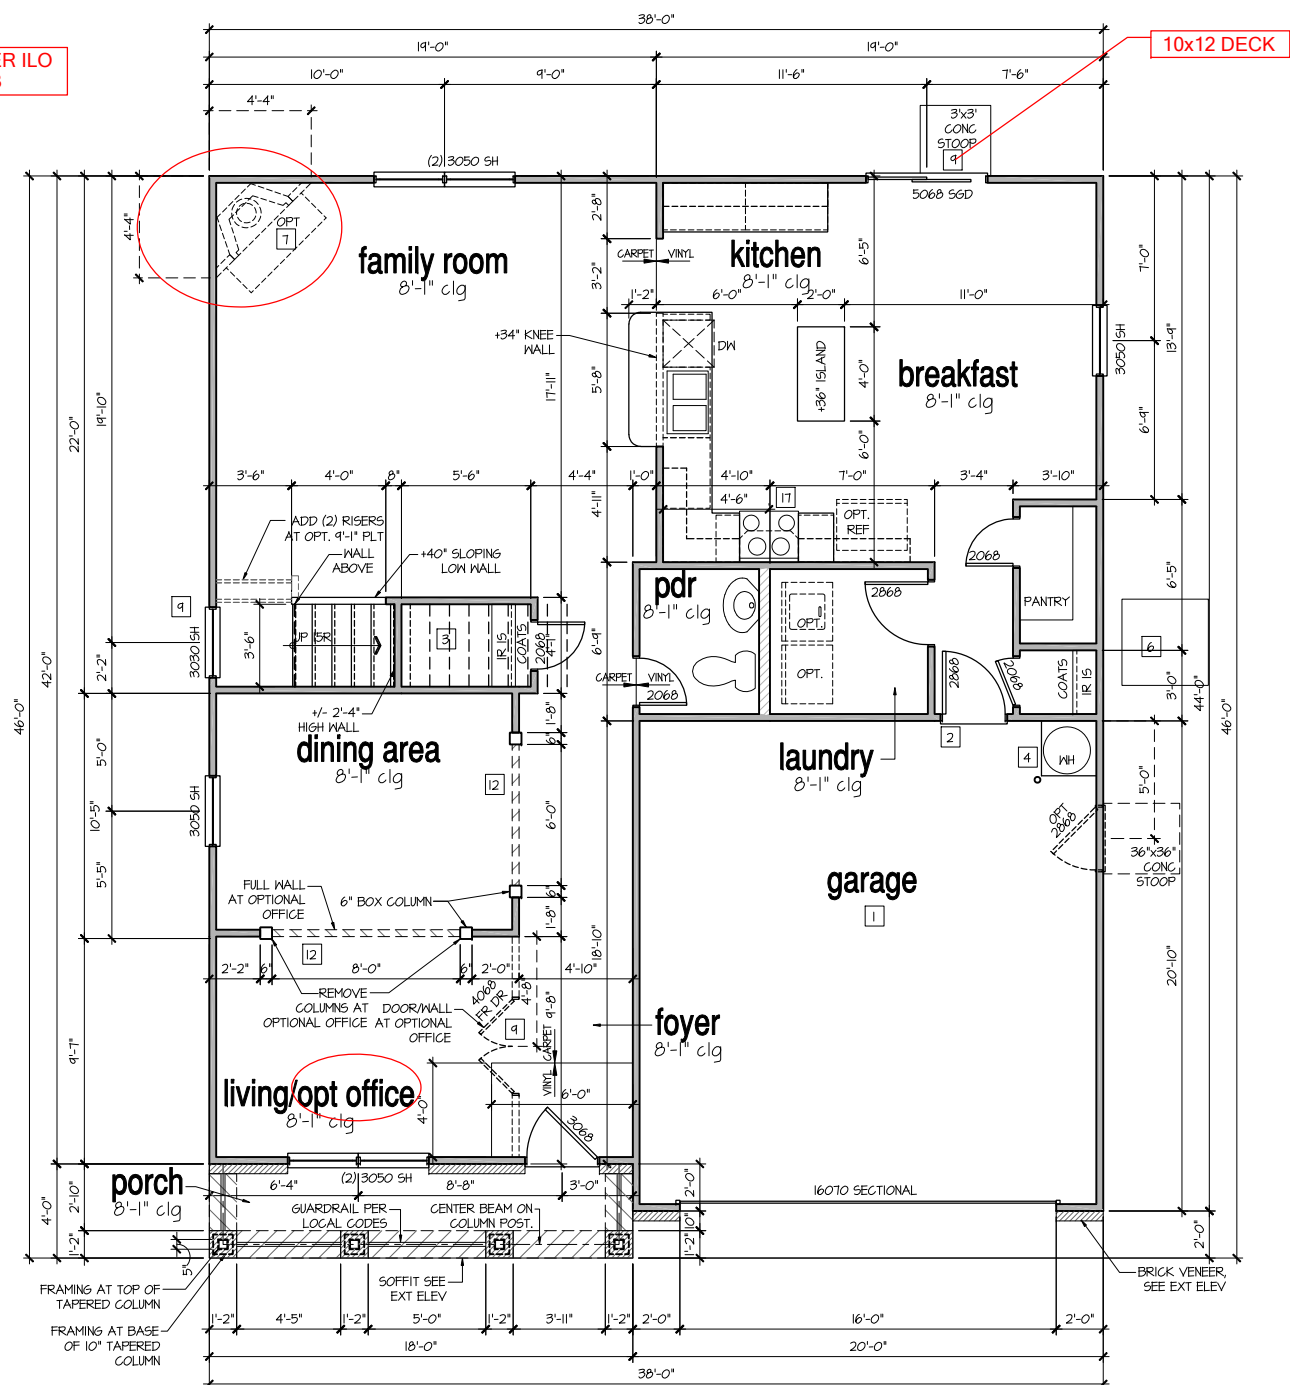 38'-0"
19'-0"
19'-0"
10'-0"
9'-0"
11'-6"
7'-6"
ER ILO
10x12 DECK
4'-4"
3'x3'
CONC
STOOP
9
(2) 3050 SH
5068 SGD
4'-4"
OPT
7
2'-8"
family room
8'-1" clg
CARPET
VINYL
kitchen
8'-1" clg
6'-5"
7'-0"
3'-2"
1'-2"
6'-0"
2'-0"
11'-0"
+34" KNEE
WALL
DW
+36" ISLAND
4'-0"
3050 SH
13'-9"
breakfast
8'-1" clg
5'-8"
17'-11"
19'-10"
22'-0"
6'-9"
6'-0"
3'-6"
4'-0"
8"
5'-6"
4'-4"
1'-0"
4'-10"
7'-0"
3'-4"
3'-10"
4'-6"
17
4'-11"
OPT.
REF
ADD (2) RISERS
AT OPT. 9'-1" PLT
WALL
ABOVE
+40" SLOPING
LOW WALL
2068
6'-5"
pdr
8'-1" clg
2868
PANTRY
9
3030 SH
3'-6"
UP 15R
3
1R 1S
COATS
2068
4'-1"
6'-9"
OPT.
OPT.
6
42'-0"
46'-0"
2'-2"
CARPET
VINYL
2068
2868
2068
COATS
1R 1S
3'-0"
44'-0"
46'-0"
+/- 2'-4"
HIGH WALL
1'-8"
6"
2
4
WH
dining area
8'-1" clg
laundry
8'-1" clg
5'-0"
5'-0"
12
3050 SH
10'-5"
6'-0"
OPT
2868
36"x36"
CONC
STOOP
5'-5"
garage
1
FULL WALL
AT OPTIONAL
OFFICE
6" BOX COLUMN
6"
1'-8"
12
18'-10"
2'-2"
6"
8'-0"
6"
2'-0"
4'-10"
20'-10"
REMOVE
COLUMNS AT
OPTIONAL OFFICE
DOOR/WALL
AT OPTIONAL
OFFICE
4068
FR DR
4'-8"
9
CARPET
9'-8"
VINYL
foyer
8'-1" clg
9'-7"
living/opt office
8'-1" clg
4'-0"
6'-0"
3068
porch
8'-1" clg
(2) 3050 SH
6'-4"
8'-8"
3'-0"
16070 SECTIONAL
2'-0"
4'-0"
2'-10"
GUARDRAIL PER
LOCAL CODES
CENTER BEAM ON
COLUMN POST.
10"
1'-2"
1'-2"
2'-0"
5"
FRAMING AT TOP OF
TAPERED COLUMN
SOFFIT SEE
EXT ELEV
BRICK VENEER,
SEE EXT ELEV
FRAMING AT BASE
OF 10" TAPERED
COLUMN
1'-2"
4'-5"
1'-2"
5'-0"
1'-2"
3'-11"
1'-2"
2'-0"
16'-0"
2'-0"
18'-0"
20'-0"
38'-0"